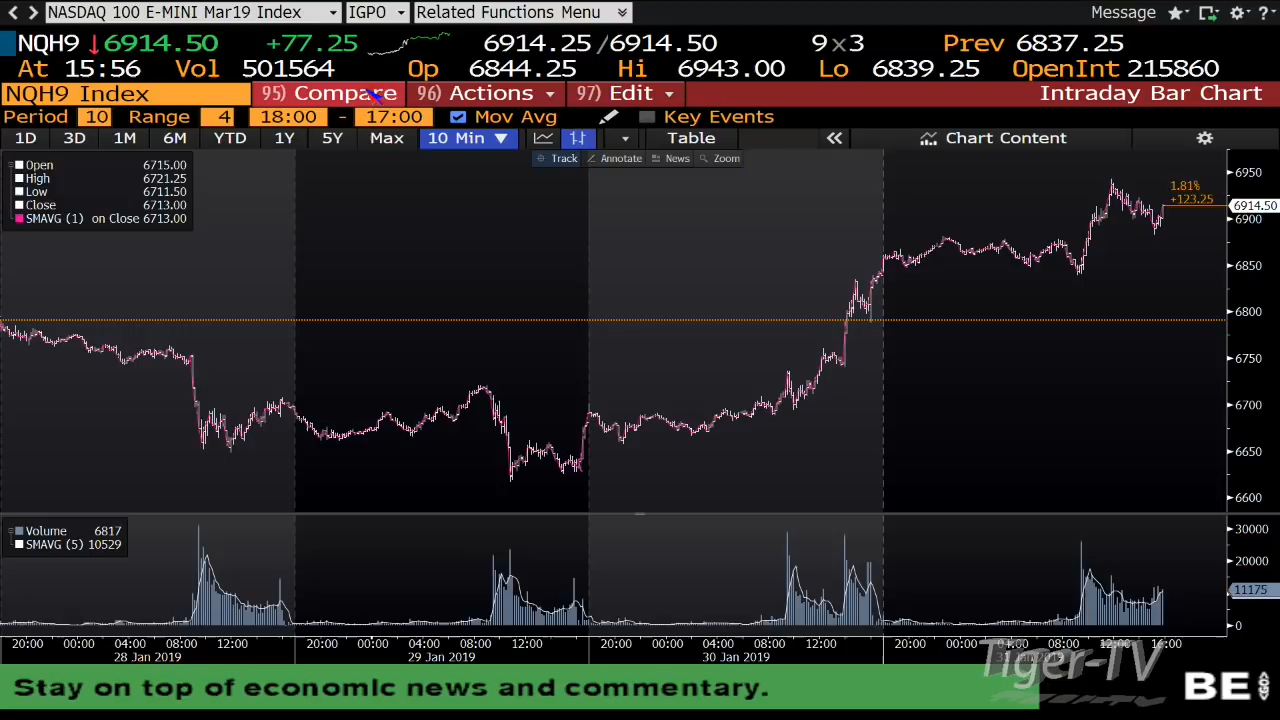 NASDAQ 100 E-MINI Mar19 Index IGPO Related Functions Menu Message ?
NQH9 ↓6914.50 +77.25 6914.25/6914.50 9×3 Prev 6837.25
At 15:56 Vol 501564 Op 6844.25 Hi 6943.00 Lo 6839.25 OpenInt 215860
NQH9 Index 95) Compare 96) Actions 97) Edit Intraday Bar Chart
Period 10 Range 4 18:00 - 17:00 Mov Avg Key Events
1D 3D 1M 6M YTD 1Y 5Y Max 10 Min ▼ Table « Chart Content
Track Annotate News Zoom
Open 6715.00
High 6721.25
Low 6711.50
Close 6713.00
SMAVG (1) on Close 6713.00
6950
1.81%
+123.25
6914.50
6900
6850
6800
6750
6700
6650
6600
Volume 6817
SMAVG (5) 10529
30000
20000
11175
0
20:00 00:00 04:00 08:00 12:00 20:00 00:00 04:00 08:00 12:00 20:00 00:00 04:00 08:00 12:00 20:00 00:00 04:00 08:00 12:00 16:00
28 Jan 2019 29 Jan 2019 30 Jan 2019 31 Jan 2019
Tiger-TV
Stay on top of economic news and commentary.
BE